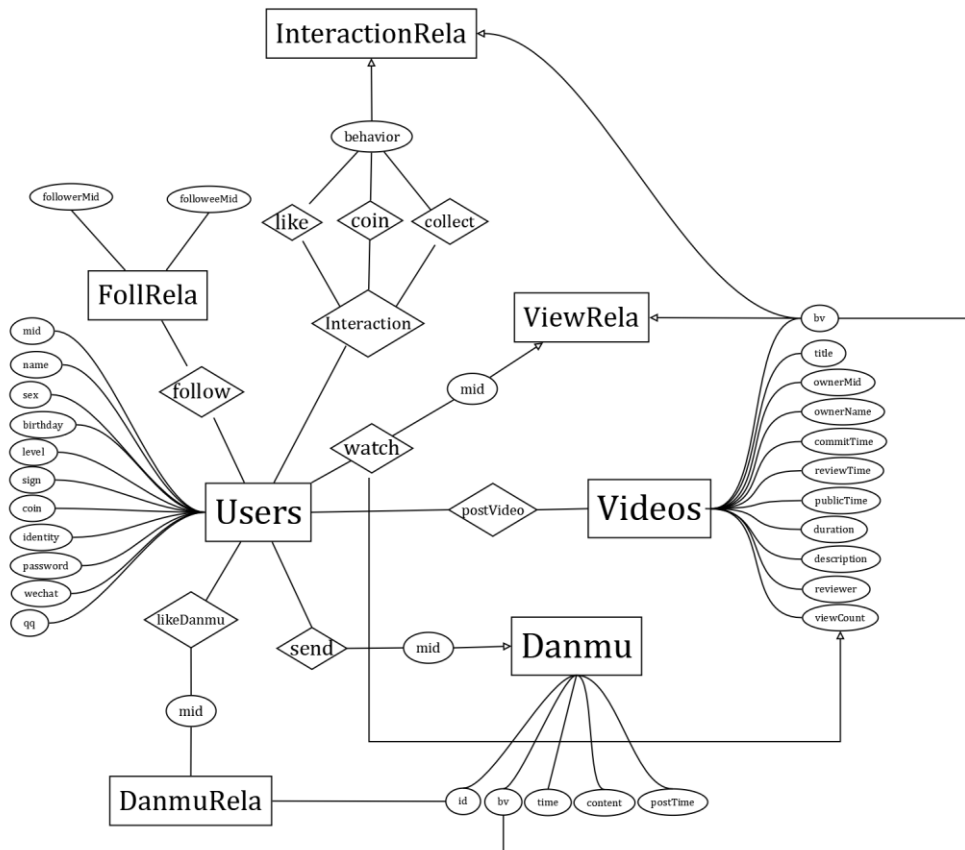 InteractionRela
behavior
followerMid
followeeMid
like
coin
collect
FollRela
Interaction
ViewRela
bv
mid
name
sex
birthday
level
sign
coin
identity
password
wechat
qq
follow
mid
watch
title
ownerMid
ownerName
commitTime
reviewTime
publicTime
duration
description
reviewer
viewCount
Users
postVideo
Videos
likeDanmu
send
mid
Danmu
mid
DanmuRela
id
bv
time
content
postTime